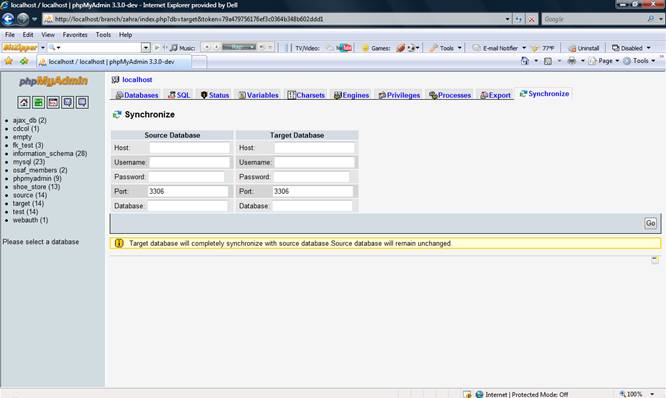 localhost / localhost | phpMyAdmin 3.3.0-dev - Internet Explorer provided by Dell
http://localhost/branch/zahra/index.php?db=target&token=79a479756176ef3c0364b348b602ddd1
Google
File Edit View Favorites Tools Help
BitZipper Music: TV/Video: YouTube Games: Tools E-mail Notifier 77°F Uninstall Disabled
localhost / localhost | phpMyAdmin 3.3.0-dev Page Tools
phpMyAdmin
localhost
Databases SQL Status Variables Charsets Engines Privileges Processes Export Synchronize
ajax_db (2)
cdcol (1)
empty
fk_test (3)
information_schema (28)
mysql (23)
osaf_members (2)
phpmyadmin (9)
shoe_store (13)
source (14)
target (14)
test (14)
webauth (1)
Please select a database
Synchronize
Source Database Target Database
Host: Host:
Username: Username:
Password: Password:
Port: 3306 Port: 3306
Database: Database:
Go
Target database will completely synchronize with source database.Source database will remain unchanged.
Internet | Protected Mode: Off 100%